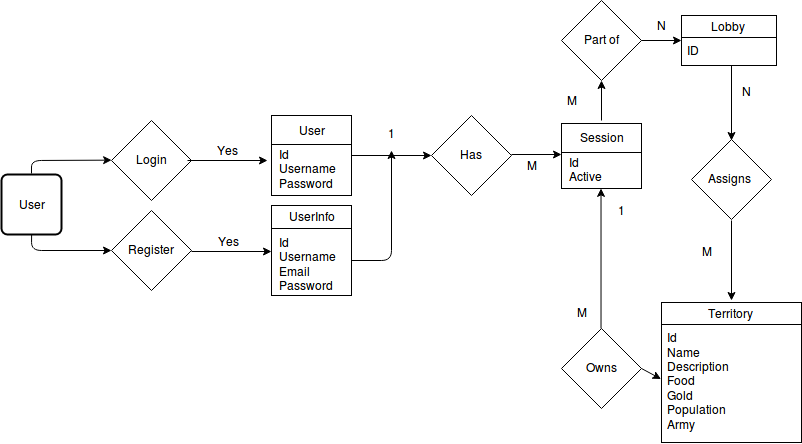 User
Login
Yes
Register
Yes
User
Id
Username
Password
UserInfo
Id
Username
Email
Password
1
Has
M
Session
Id
Active
M
Part of
N
Lobby
ID
N
Assigns
M
1
M
Owns
Territory
Id
Name
Description
Food
Gold
Population
Army